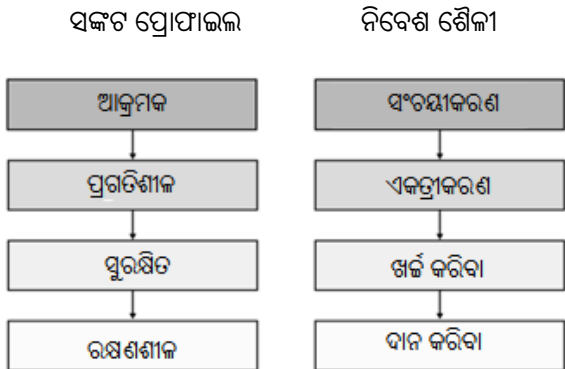 ସଙ୍କଟ ପ୍ରୋଫାଇଲ
ନିବେଶ ଶୈଳୀ
ଆକ୍ରମକ
ସଂଚୟୀକରଣ
ପ୍ରଗତିଶୀଳ
ଏକତ୍ରୀକରଣ
ସୁରକ୍ଷିତ
ଖର୍ଚ୍ଚ କରିବା
ରକ୍ଷଣଶୀଳ
ଦାନ କରିବା